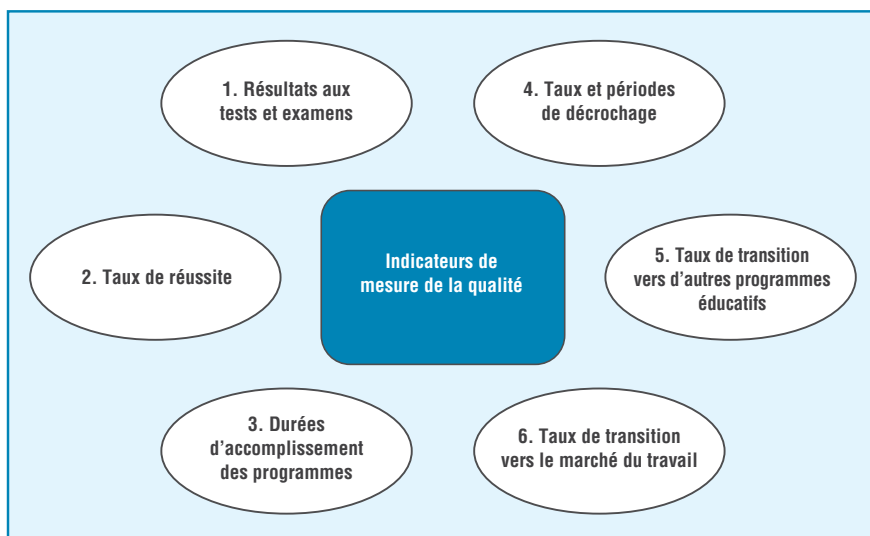 1. Résultats aux
tests et examens
4. Taux et périodes
de décrochage
Indicateurs de
mesure de la qualité
2. Taux de réussite
5. Taux de transition
vers d'autres programmes
éducatifs
3. Durées
d'accomplissement
des programmes
6. Taux de transition
vers le marché du travail